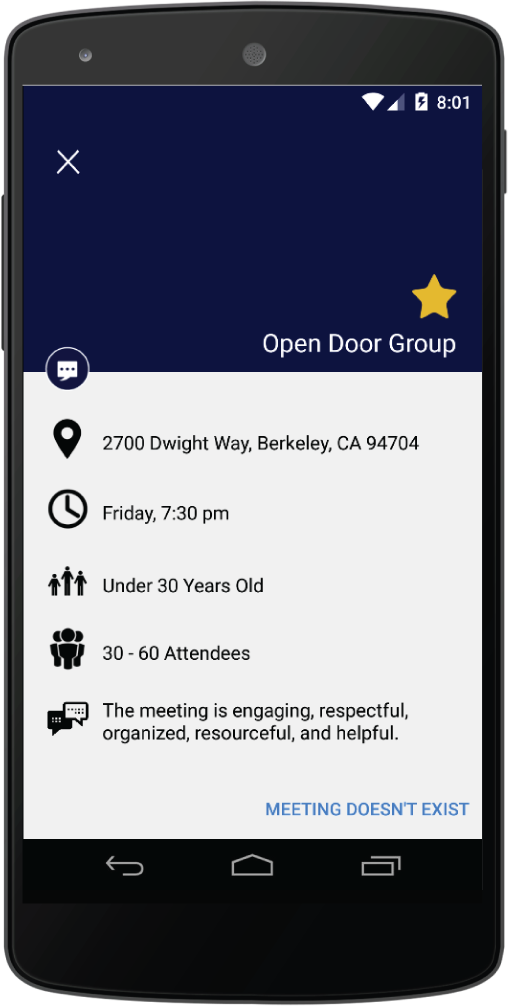 8:01
Open Door Group
2700 Dwight Way, Berkeley, CA 94704
Friday, 7:30 pm
Under 30 Years Old
30 - 60 Attendees
The meeting is engaging, respectful,
organized, resourceful, and helpful.
MEETING DOESN'T EXIST